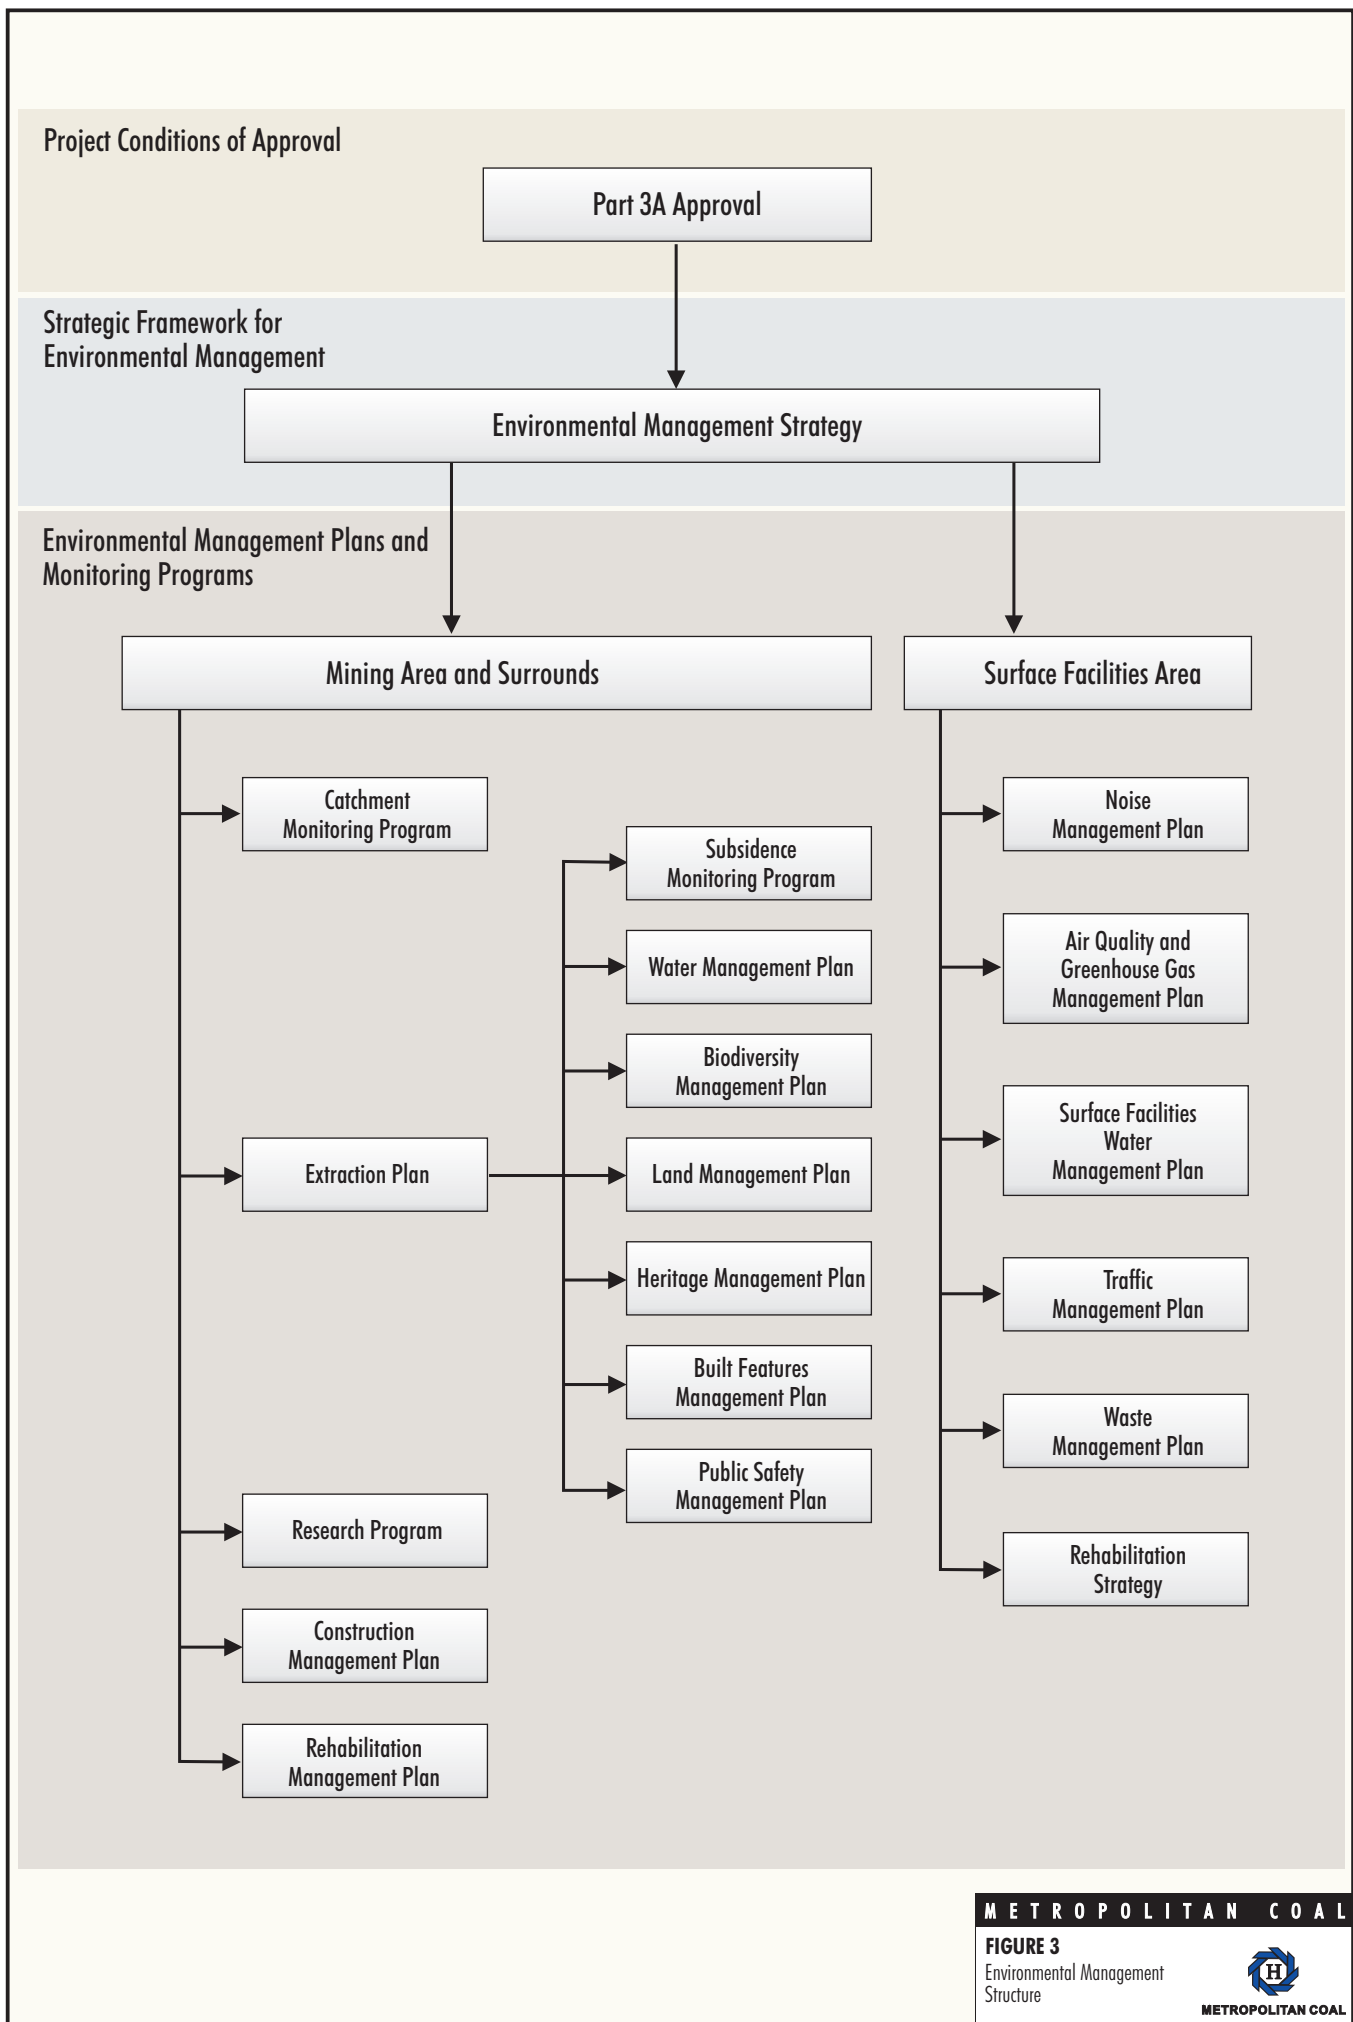 Project Conditions of Approval
Part 3A Approval
Strategic Framework for
Environmental Management
Environmental Management Strategy
Environmental Management Plans and
Monitoring Programs
Mining Area and Surrounds
Surface Facilities Area
Catchment
Monitoring Program
Extraction Plan
Research Program
Construction
Management Plan
Rehabilitation
Management Plan
Subsidence
Monitoring Program
Water Management Plan
Biodiversity
Management Plan
Land Management Plan
Heritage Management Plan
Built Features
Management Plan
Public Safety
Management Plan
Noise
Management Plan
Air Quality and
Greenhouse Gas
Management Plan
Surface Facilities
Water
Management Plan
Traffic
Management Plan
Waste
Management Plan
Rehabilitation
Strategy
METROPOLITAN COAL
FIGURE 3
Environmental Management
Structure
H
METROPOLITAN COAL